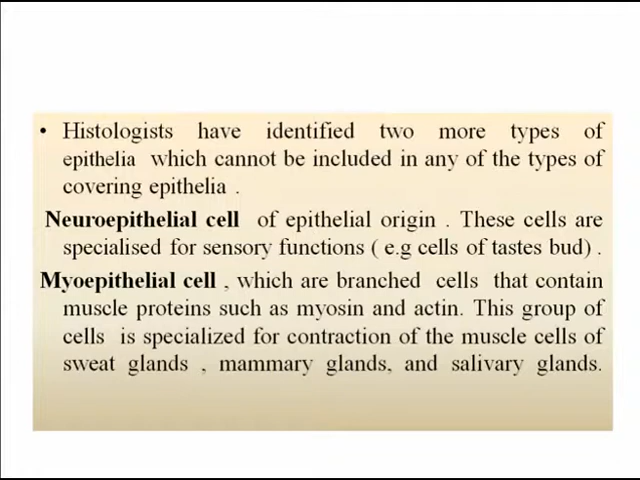 • Histologists have identified two more types of
epithelia which cannot be included in any of the types of
covering epithelia .
Neuroepithelial cell of epithelial origin . These cells are
specialised for sensory functions ( e.g cells of tastes bud) .
Myoepithelial cell , which are branched cells that contain
muscle proteins such as myosin and actin. This group of
cells is specialized for contraction of the muscle cells of
sweat glands , mammary glands, and salivary glands.